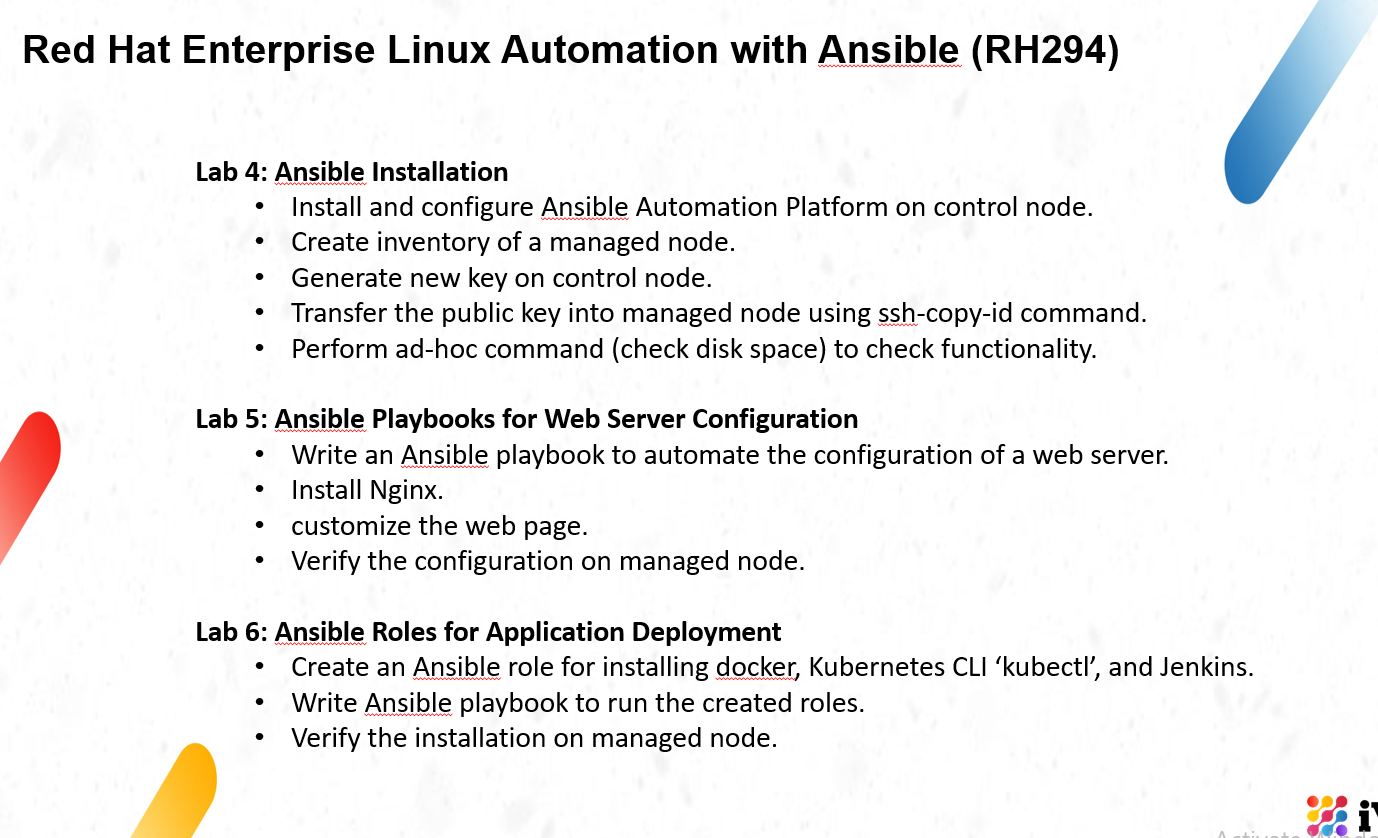 Red Hat Enterprise Linux Automation with Ansible (RH294)
Lab 4: Ansible Installation
• Install and configure Ansible Automation Platform on control node.
• Create inventory of a managed node.
• Generate new key on control node.
• Transfer the public key into managed node using ssh-copy-id command.
• Perform ad-hoc command (check disk space) to check functionality.
Lab 5: Ansible Playbooks for Web Server Configuration
• Write an Ansible playbook to automate the configuration of a web server.
• Install Nginx.
• customize the web page.
• Verify the configuration on managed node.
Lab 6: Ansible Roles for Application Deployment
• Create an Ansible role for installing docker, Kubernetes CLI ‘kubectl’, and Jenkins.
• Write Ansible playbook to run the created roles.
• Verify the installation on managed node.